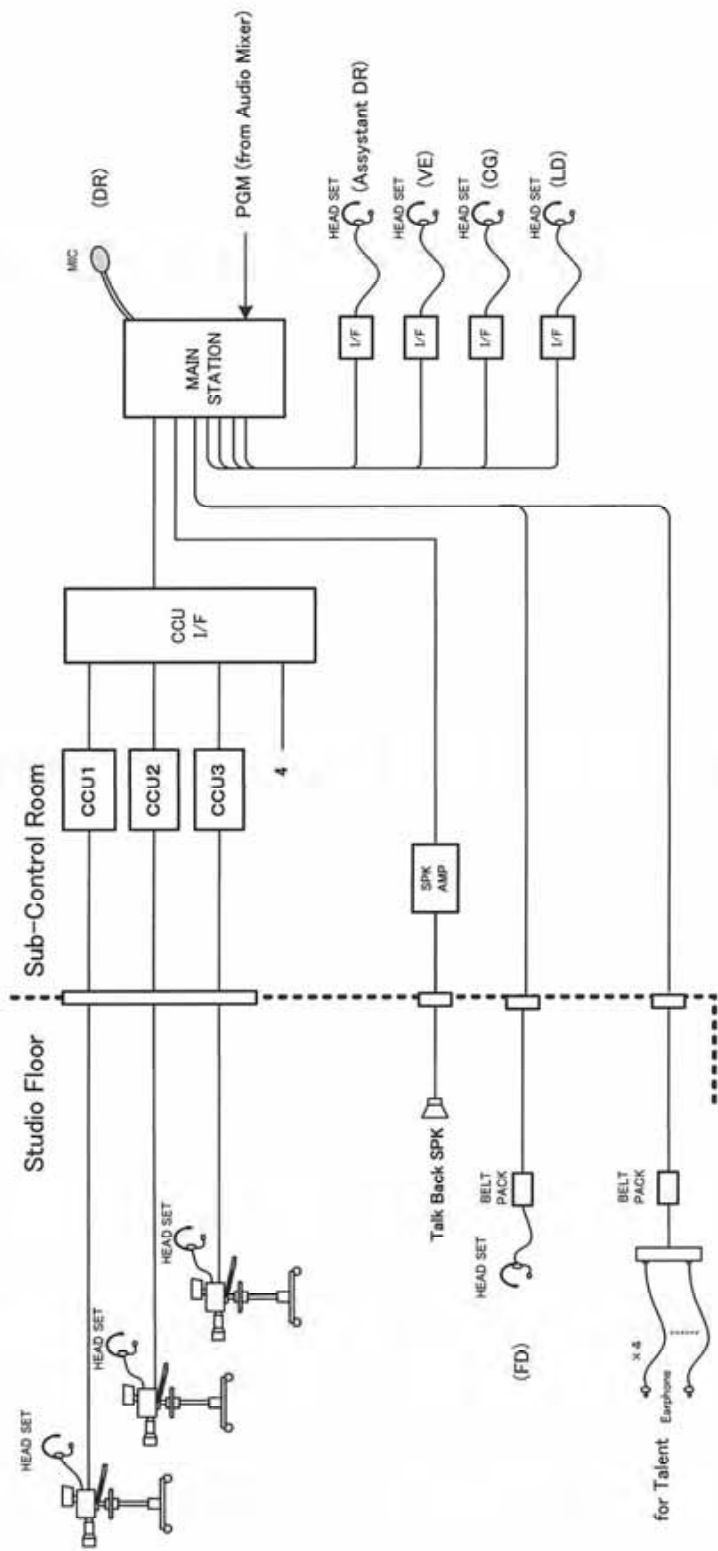 Studio Floor
Sub-Control Room
HEAD SET
HEAD SET
HEAD SET
CCU1
CCU2
CCU3
4
CCU
I/F
MAIN
STATION
MIC
(DR)
PGM (from Audio Mixer)
Talk Back SPK
SPK
AMP
HEAD SET
BELT
PACK
(FD)
for Talent
Earphone
×4
BELT
PACK
I/F
HEAD SET
(Assystant DR)
I/F
HEAD SET
(VE)
I/F
HEAD SET
(CG)
I/F
HEAD SET
(LD)